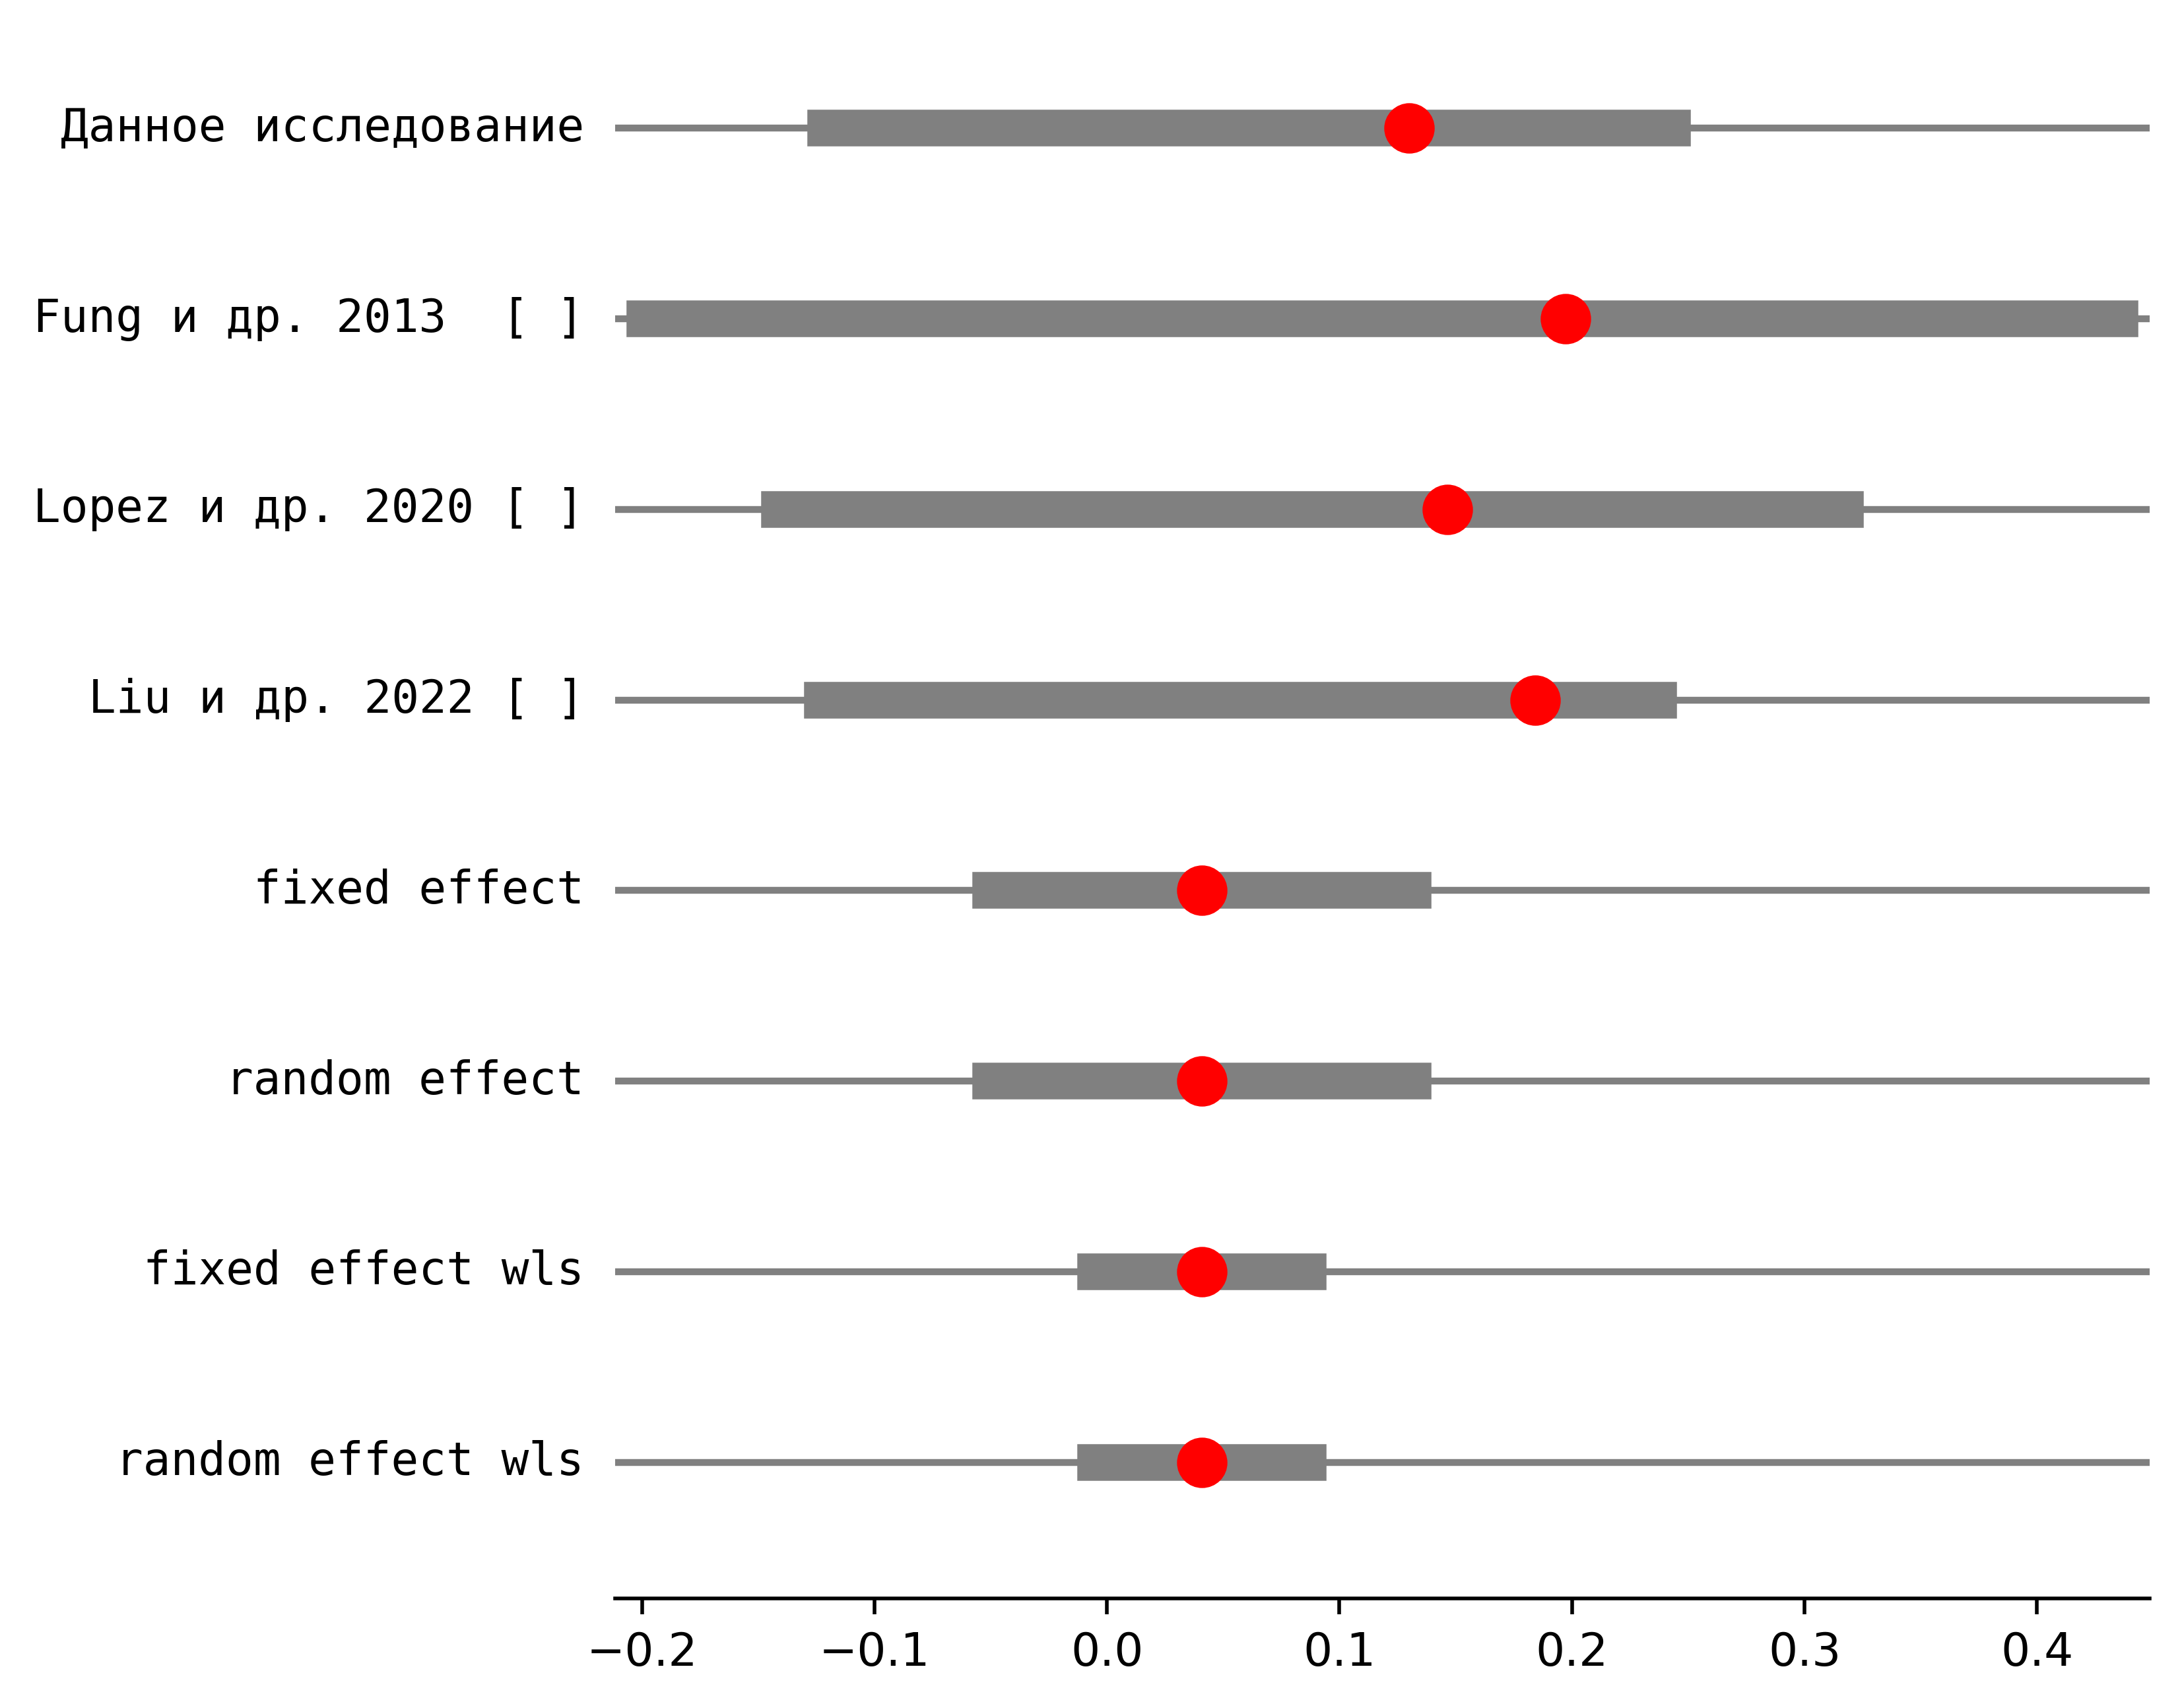 Данное исследование
Fung и др. 2013  [ ]
Lopez и др. 2020 [ ]
Liu и др. 2022 [ ]
fixed effect
random effect
fixed effect wls
random effect wls
−0.2 −0.1 0.0 0.1 0.2 0.3 0.4